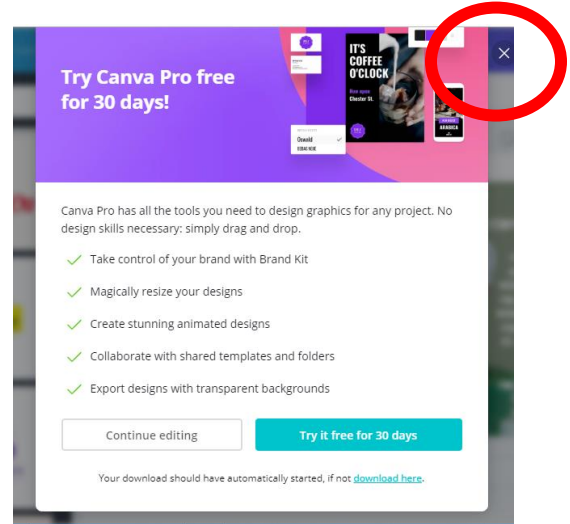 Try Canva Pro free
for 30 days!
IT'S
COFFEE
O'CLOCK
Chester St.
Oswald
ARABICA
Canva Pro has all the tools you need to design graphics for any project. No
design skills necessary: simply drag and drop.
Take control of your brand with Brand Kit
Magically resize your designs
Create stunning animated designs
Collaborate with shared templates and folders
Export designs with transparent backgrounds
Continue editing
Try it free for 30 days
Your download should have automatically started, if not download here.